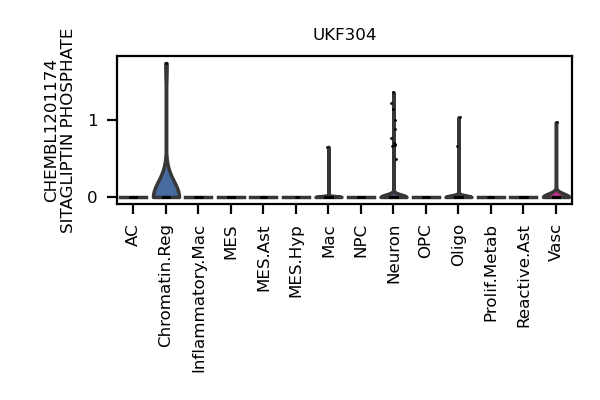 UKF304
CHEMBL1201174
SITAGLIPTIN PHOSPHATE
1
0
AC
Chromatin.Reg
Inflammatory.Mac
MES
MES.Ast
MES.Hyp
Mac
NPC
Neuron
OPC
Oligo
Prolif.Metab
Reactive.Ast
Vasc